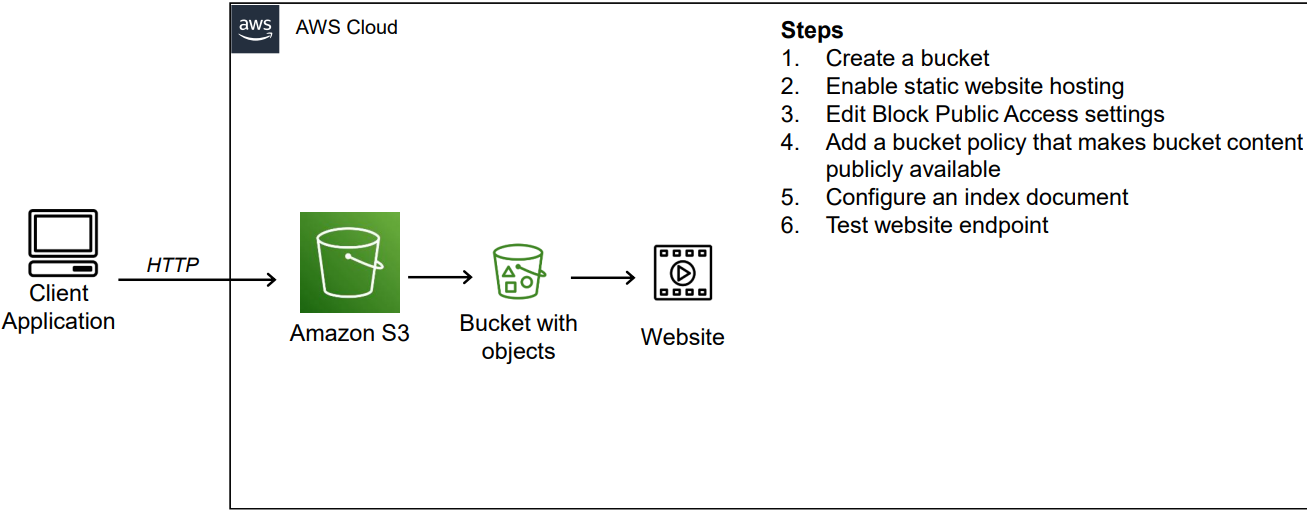 aws
AWS Cloud
Steps
1. Create a bucket
2. Enable static website hosting
3. Edit Block Public Access settings
4. Add a bucket policy that makes bucket content
publicly available
5. Configure an index document
6. Test website endpoint
HTTP
Client
Application
Amazon S3
Bucket with
objects
Website